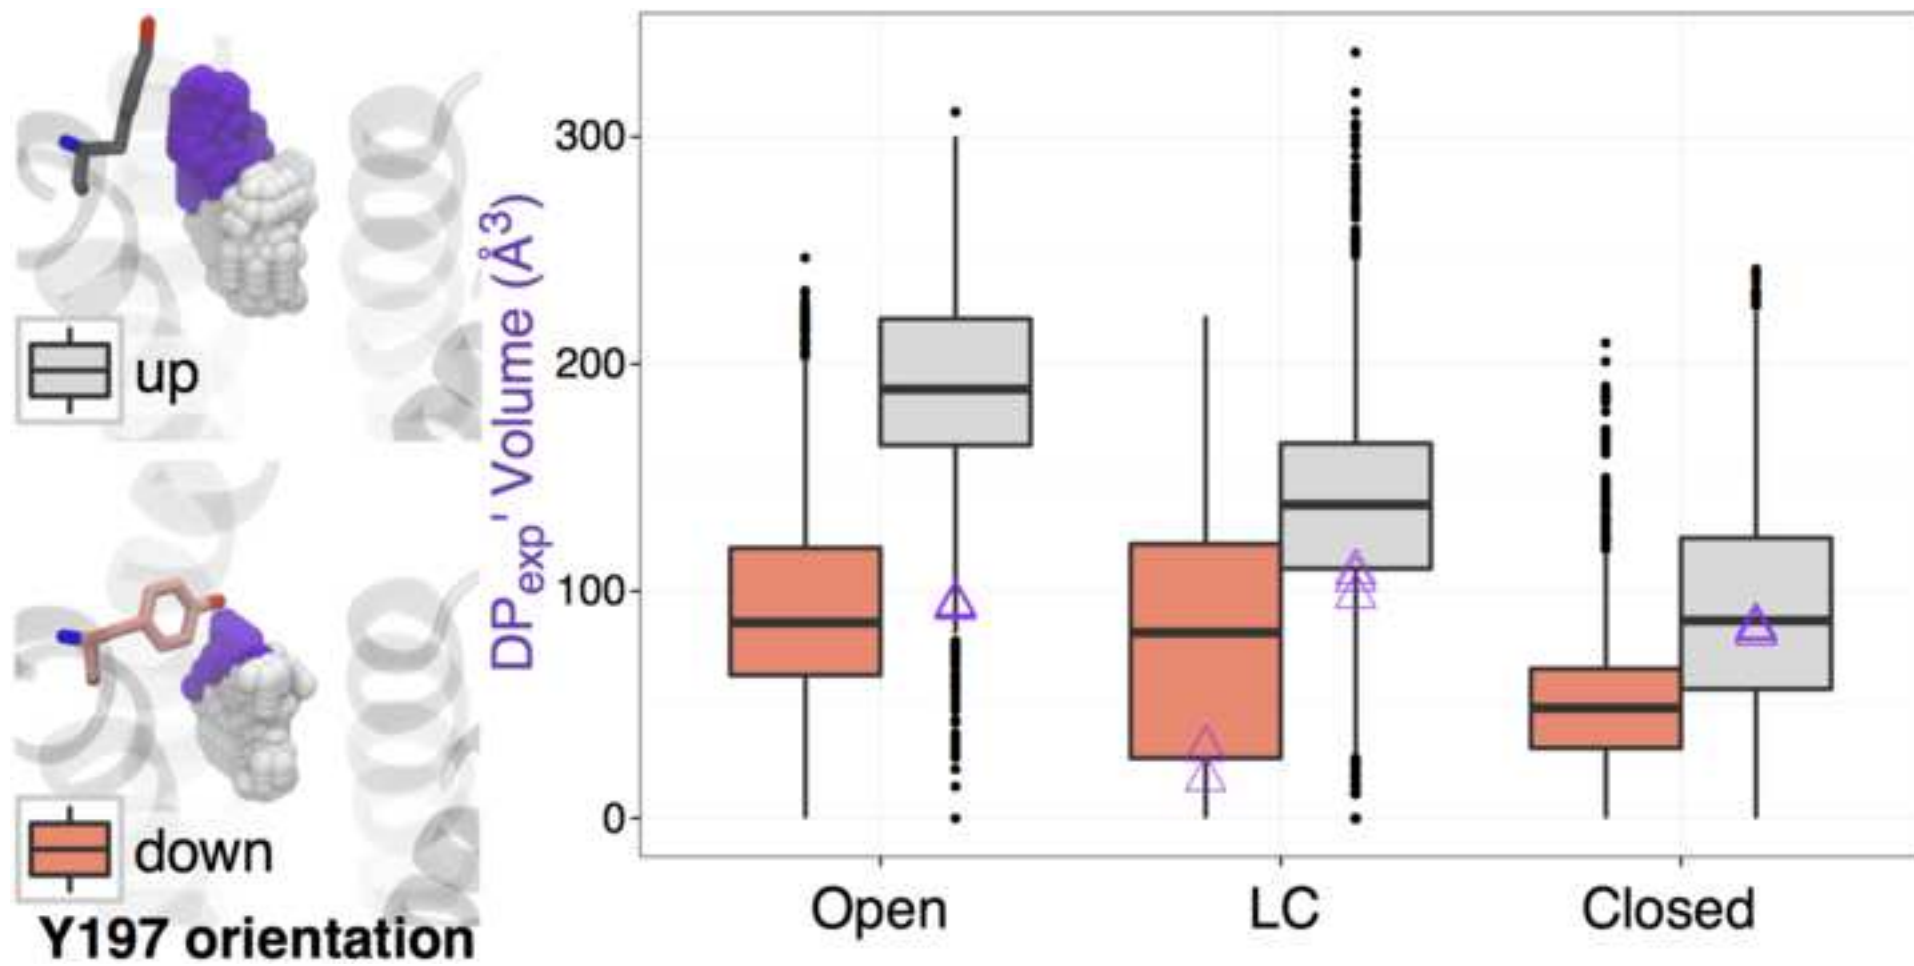 up
down
Y197 orientation
DPexp' Volume (Å3)
300
200
100
0
Open LC Closed